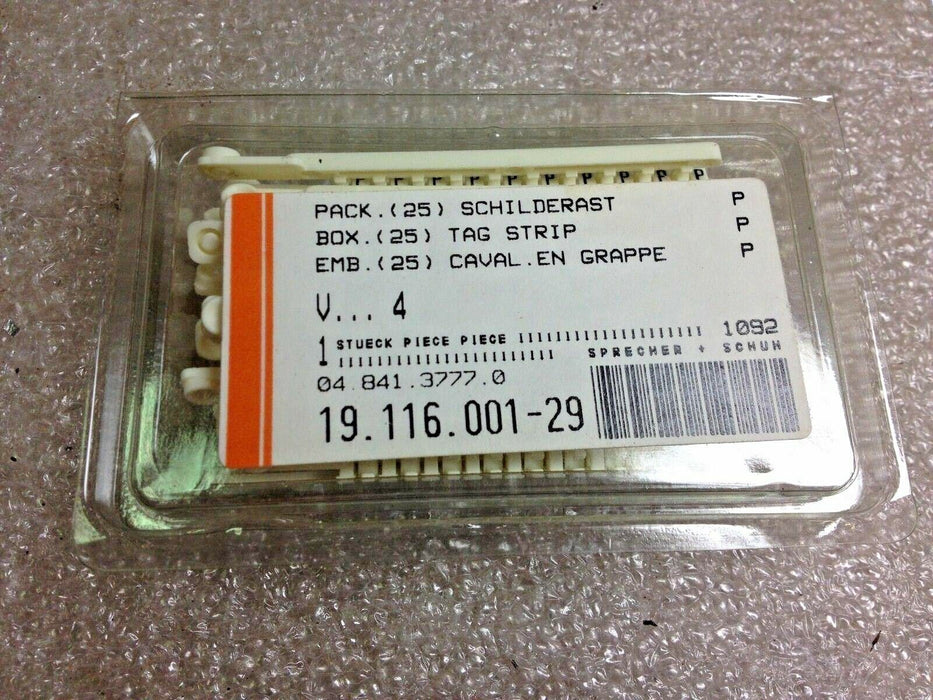 P P P P P P P P P P
PACK.(25) SCHILDERAST P
BOX.(25) TAG STRIP P
EMB.(25) CAVAL.EN GRAPPE P
V... 4
1 STUECK PIECE PIECE 1092
SPRECHER + SCHUH
04.841.3777.0
19.116.001-29